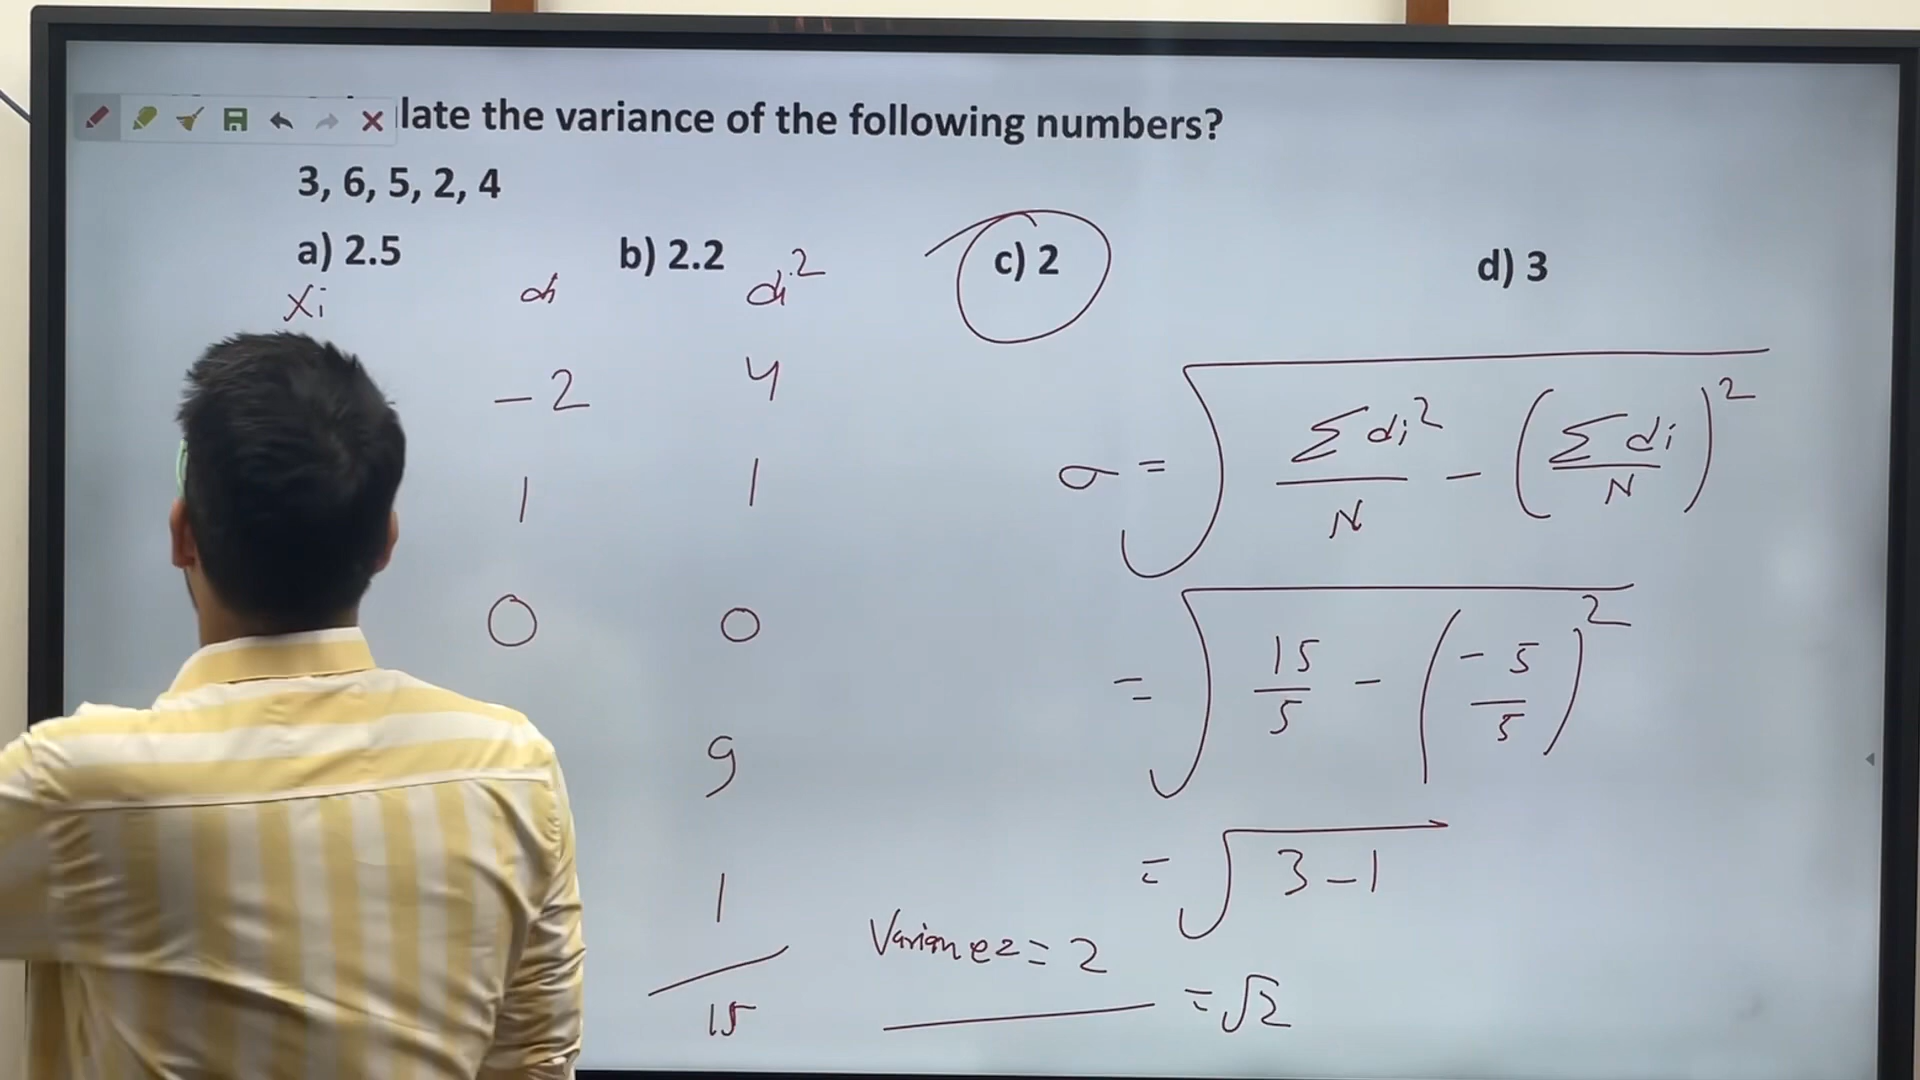 late the variance of the following numbers?
3, 6, 5, 2, 4
a) 2.5 b) 2.2 c) 2 d) 3
Xi di di²
-2 4
1 1
0 0
9
1
15
σ = √(Σdi²/N - (Σdi/N)²)
= √(15/5 - (-5/5)²)
= √3-1
= √2
Variance = 2